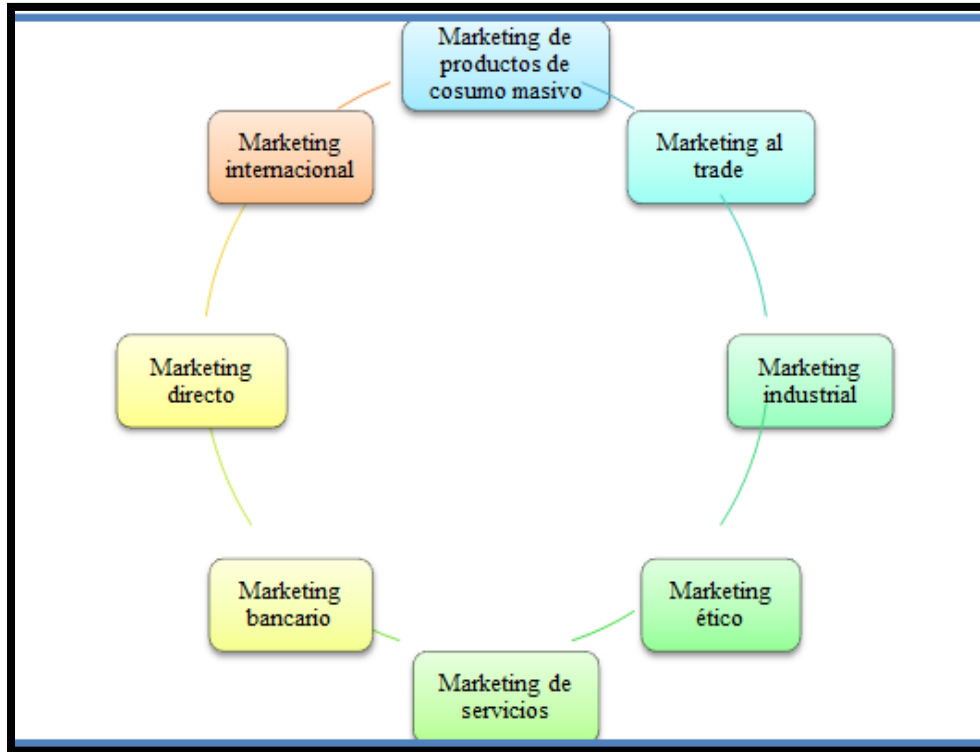 Marketing de
productos de
cosumo masivo
Marketing al
trade
Marketing
industrial
Marketing
ético
Marketing de
servicios
Marketing
bancario
Marketing
directo
Marketing
internacional